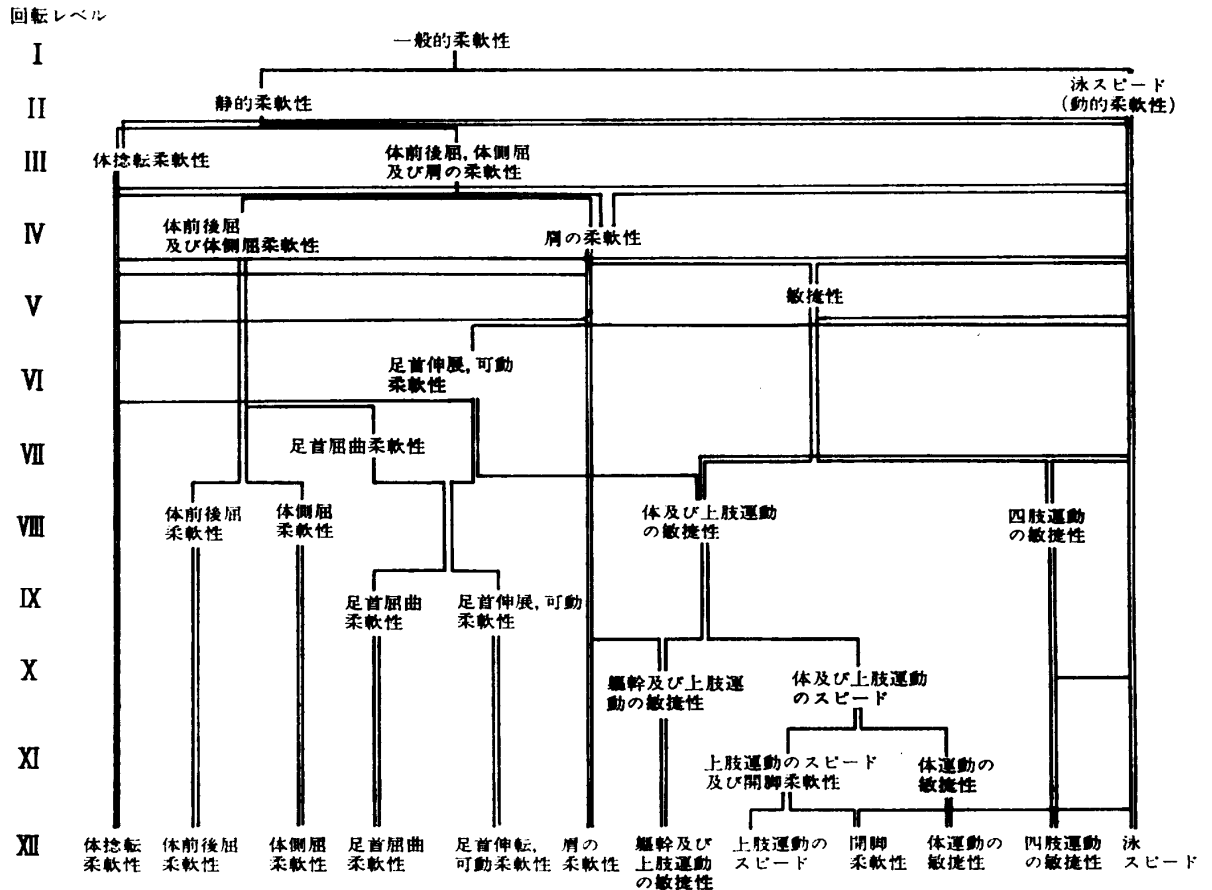 回転レベル
I
一般的柔軟性
II
静的柔軟性
泳スピード
(動的柔軟性)
III
体捻転柔軟性
体前後屈,体側屈
及び肩の柔軟性
IV
体前後屈
及び体側屈柔軟性
肩の柔軟性
V
敏捷性
VI
足首伸展,可動
柔軟性
VII
足首屈曲柔軟性
VIII
体前後屈
柔軟性
体側屈
柔軟性
体及び上肢運動
の敏捷性
四肢運動
の敏捷性
IX
足首屈曲
柔軟性
足首伸展,可動
柔軟性
X
軀幹及び上肢運
動の敏捷性
体及び上肢運動
のスピード
XI
上肢運動のスピード
及び開脚柔軟性
体運動の
敏捷性
XII
体捻転
柔軟性
体前後屈
柔軟性
体側屈
柔軟性
足首屈曲
柔軟性
足首伸転,
可動柔軟性
肩の
柔軟性
軀幹及び
上肢運動
の敏捷性
上肢運動の
スピード
開脚
柔軟性
体運動の
敏捷性
四肢運動
の敏捷性
泳
スピード